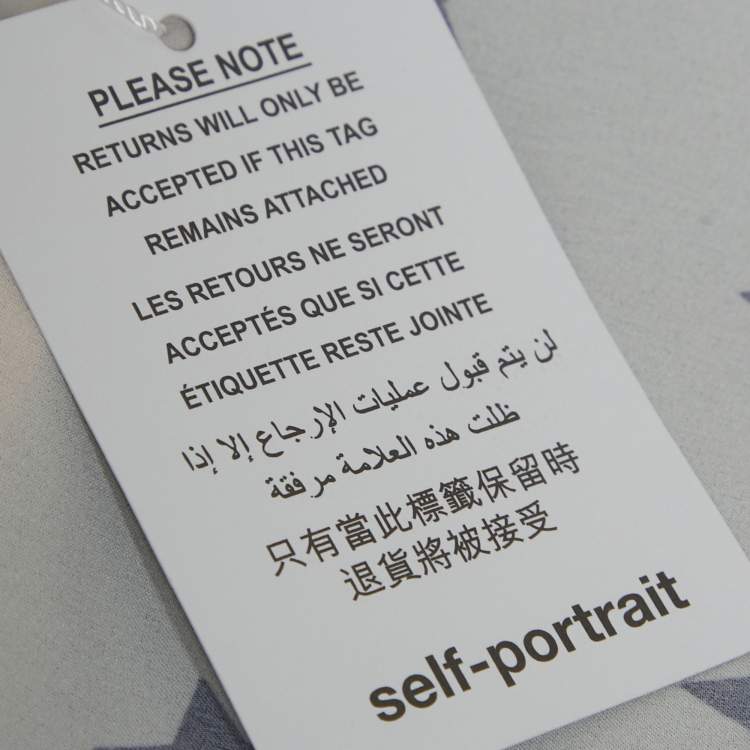 PLEASE NOTE
RETURNS WILL ONLY BE
ACCEPTED IF THIS TAG
REMAINS ATTACHED
LES RETOURS NE SERONT
ACCEPTÉS QUE SI CETTE
ÉTIQUETTE RESTE JOINTE
لن يتم قبول عمليات الإرجاع إلا إذا
ظلت هذه العلامة مرفقة
只有當此標籤保留時
退貨將被接受
self-portrait